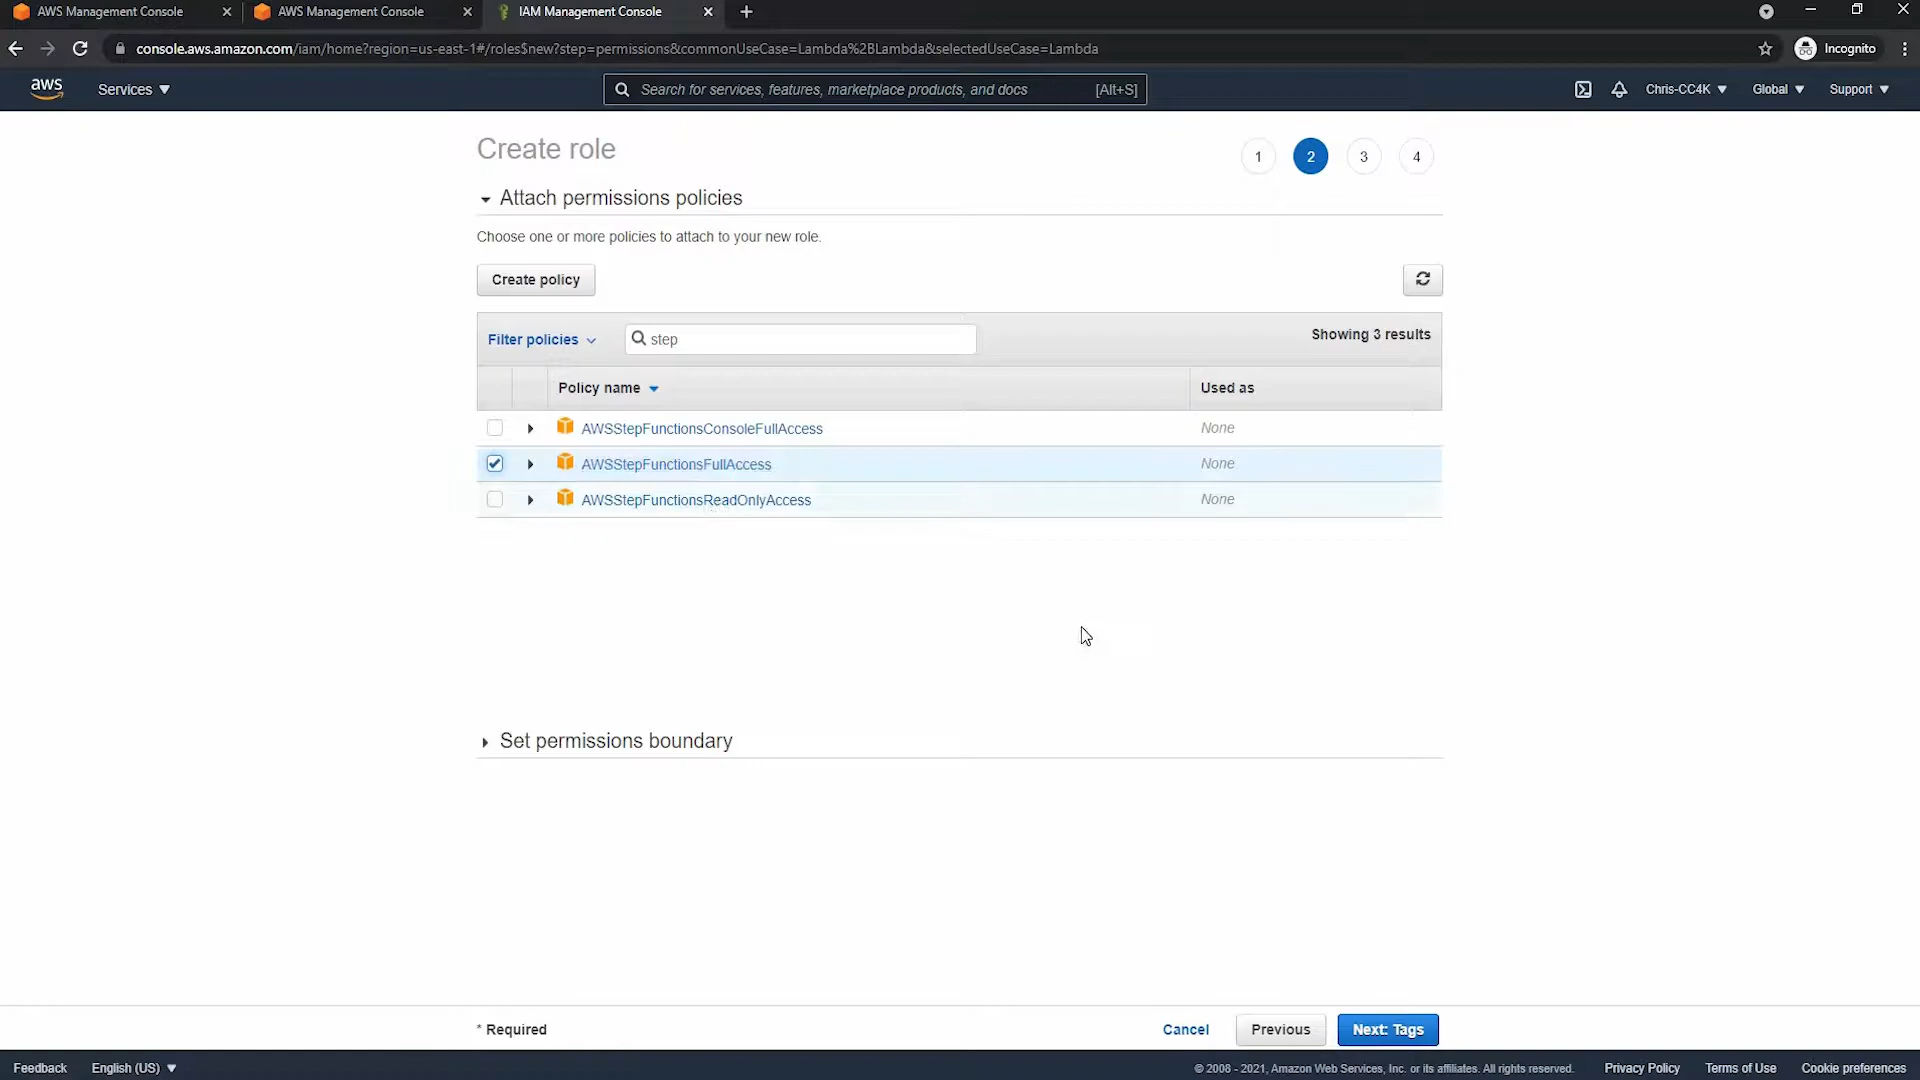 AWS Management Console
AWS Management Console
IAM Management Console
console.aws.amazon.com/iam/home?region=us-east-1#/roles$new?step=permissions&commonUseCase=Lambda%2BLambda&selectedUseCase=Lambda
Incognito
aws
Services
Search for services, features, marketplace products, and docs
[Alt+S]
Chris-CC4K
Global
Support
Create role
1
2
3
4
Attach permissions policies
Choose one or more policies to attach to your new role.
Create policy
Filter policies
step
Showing 3 results
Policy name
Used as
AWSStepFunctionsConsoleFullAccess
None
AWSStepFunctionsFullAccess
None
AWSStepFunctionsReadOnlyAccess
None
Set permissions boundary
* Required
Cancel
Previous
Next: Tags
Feedback
English (US)
© 2008 - 2021, Amazon Web Services, Inc. or its affiliates. All rights reserved.
Privacy Policy
Terms of Use
Cookie preferences